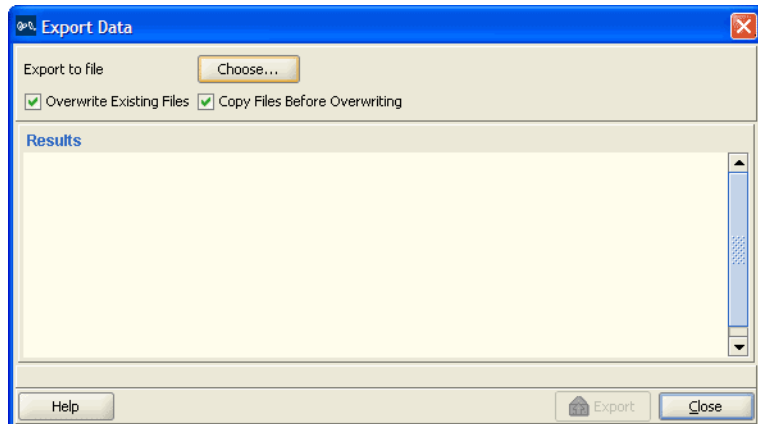 Export Data
Export to file Choose...
Overwrite Existing Files Copy Files Before Overwriting
Results
Help Export Close